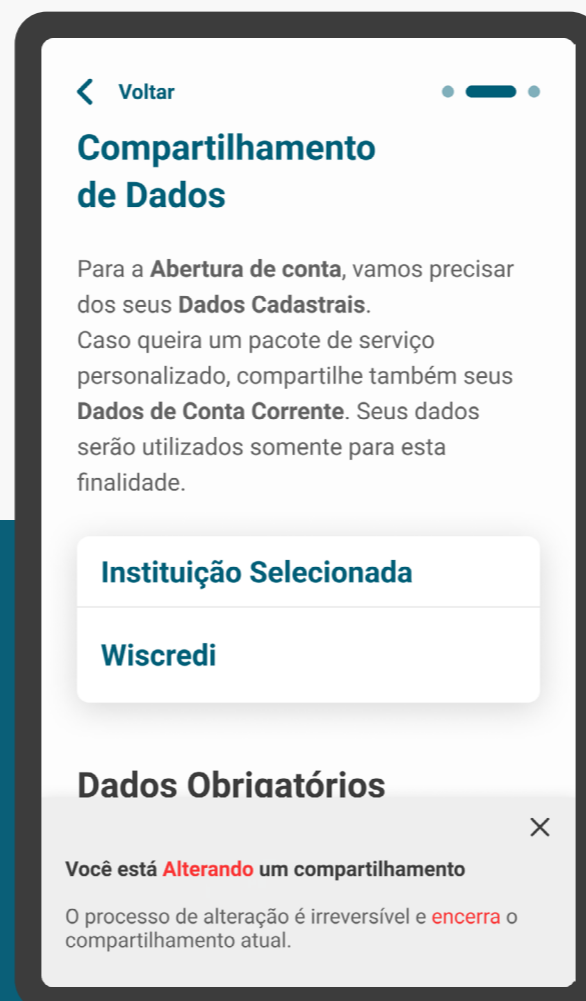 Voltar
Compartilhamento
de Dados
Para a Abertura de conta, vamos precisar
dos seus Dados Cadastrais.
Caso queira um pacote de serviço
personalizado, compartilhe também seus
Dados de Conta Corrente. Seus dados
serão utilizados somente para esta
finalidade.
Instituição Selecionada
Wiscredi
Dados Obrigatórios
Você está Alterando um compartilhamento
O processo de alteração é irreversível e encerra o
compartilhamento atual.